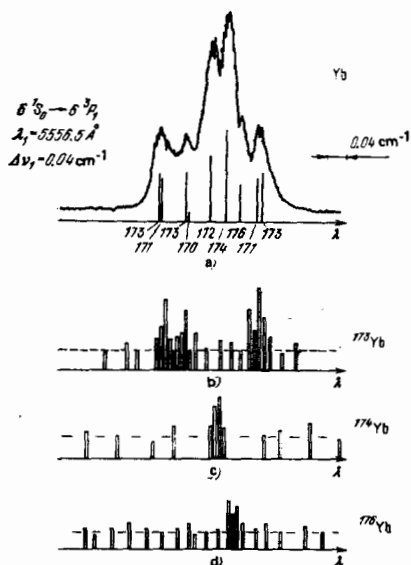 Yb
6 ¹S₀ → 6 ³P₁
λ₁ = 5556.5 Å
Δν₁ = 0.04 cm⁻¹
0.04 cm⁻¹
173 173 172 176 173
171 170 174 171
λ
a)
¹⁷³Yb
b) λ
¹⁷⁴Yb
c) λ
¹⁷⁶Yb
d) λ